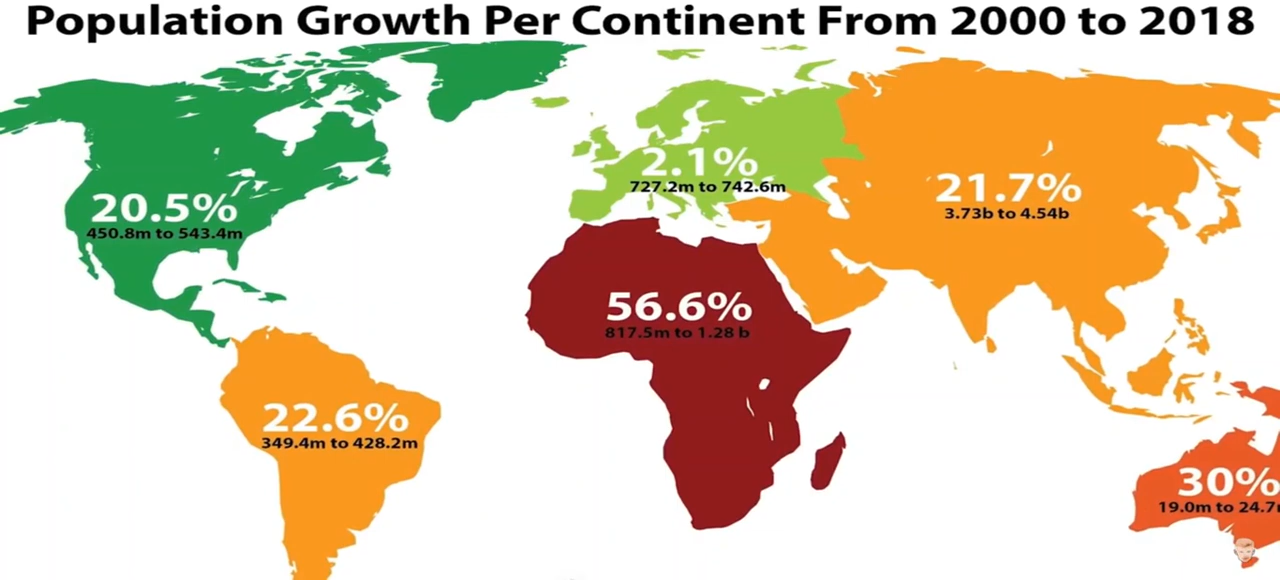 Population Growth Per Continent From 2000 to 2018
2.1%
727.2m to 742.6m
20.5%
450.8m to 543.4m
21.7%
3.73b to 4.54b
56.6%
817.5m to 1.28 b
22.6%
349.4m to 428.2m
30%
19.0m to 24.7